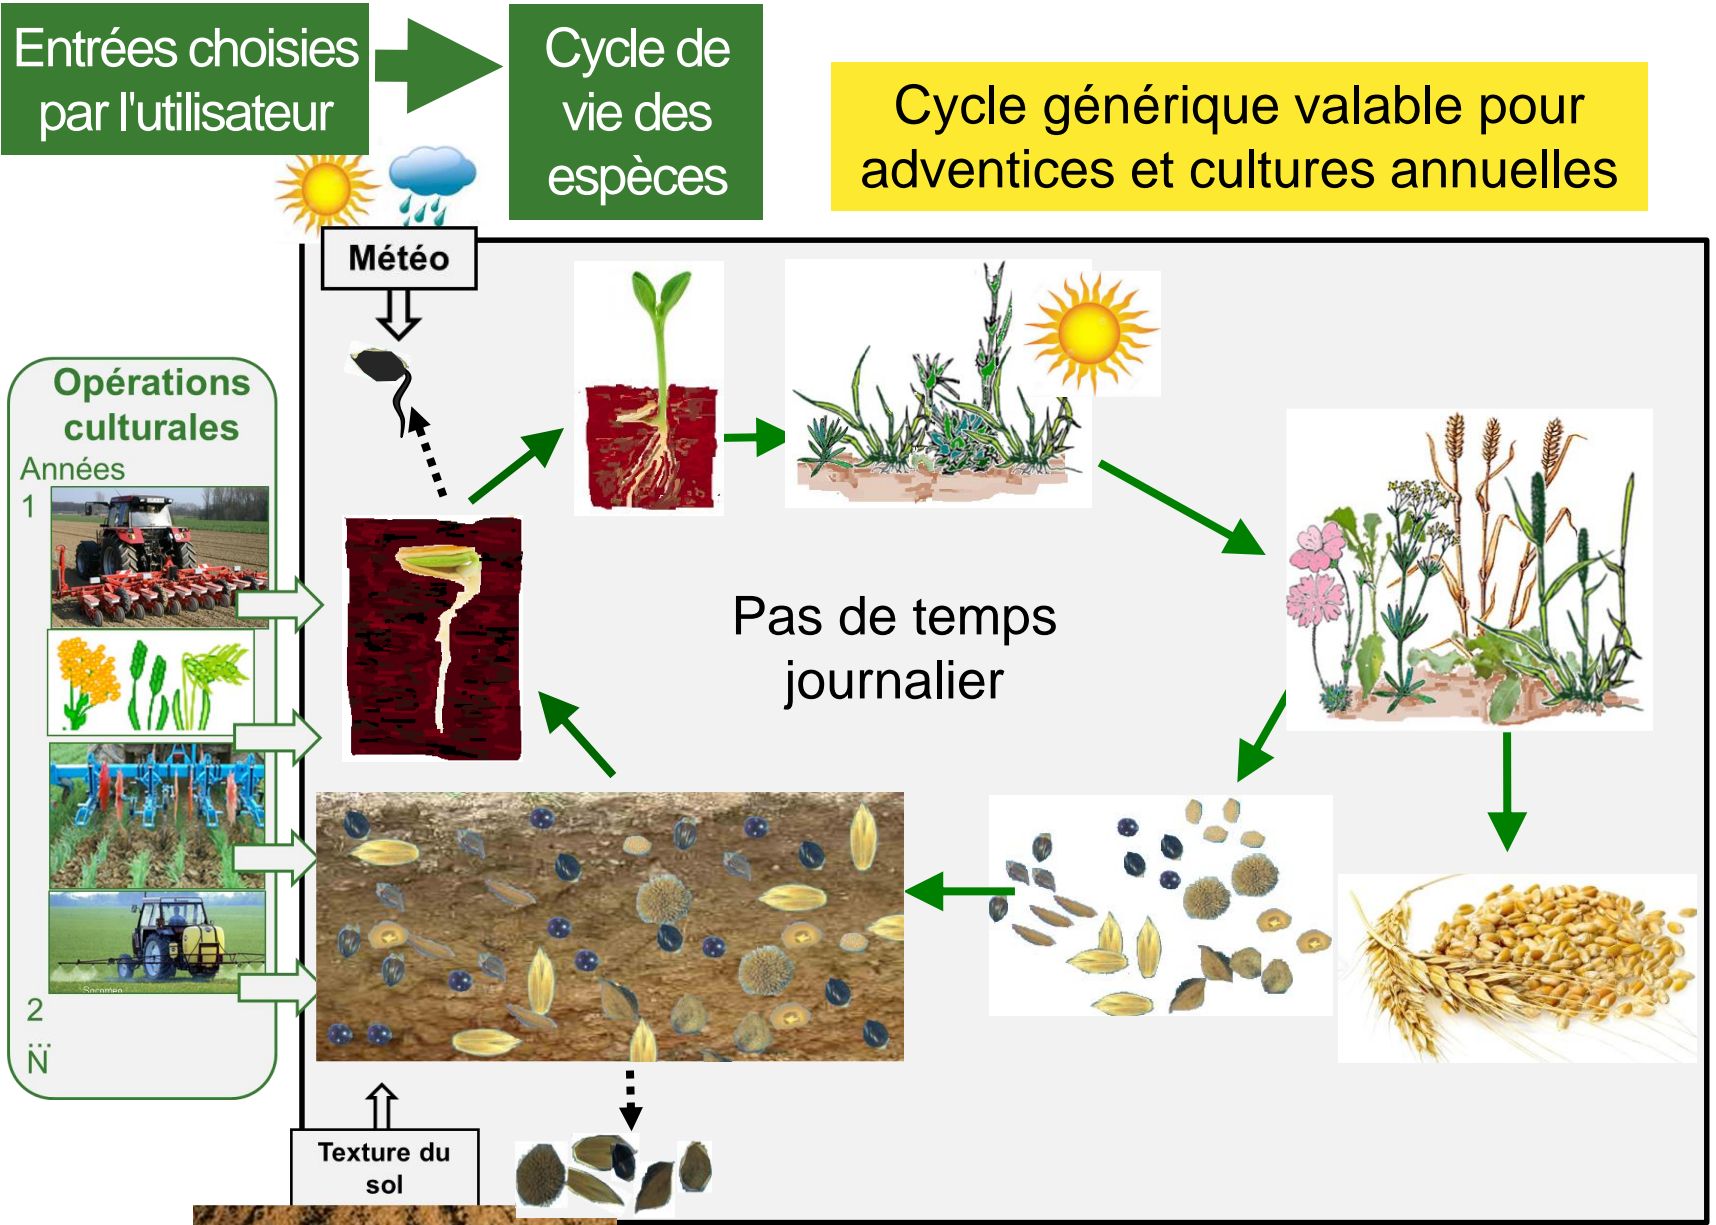 Entrées choisies
par l'utilisateur
Cycle de
vie des
espèces
Cycle générique valable pour
adventices et cultures annuelles
Météo
Opérations
culturales
Années
1
Pas de temps
journalier
Socomeo
2
...
N
Texture du
sol